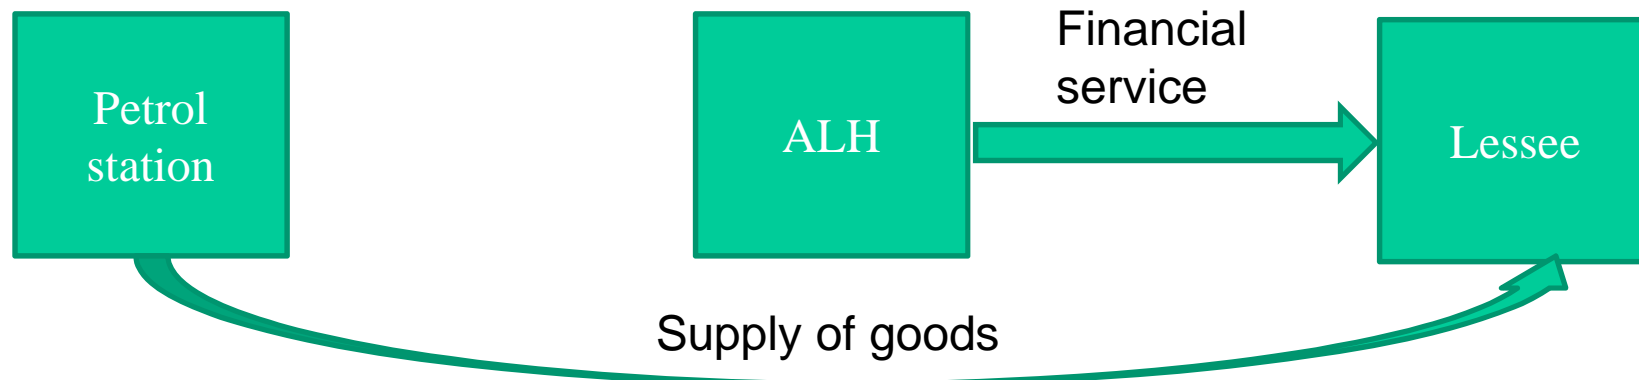 Petrol
station
ALH
Financial
service
Lessee
Supply of goods